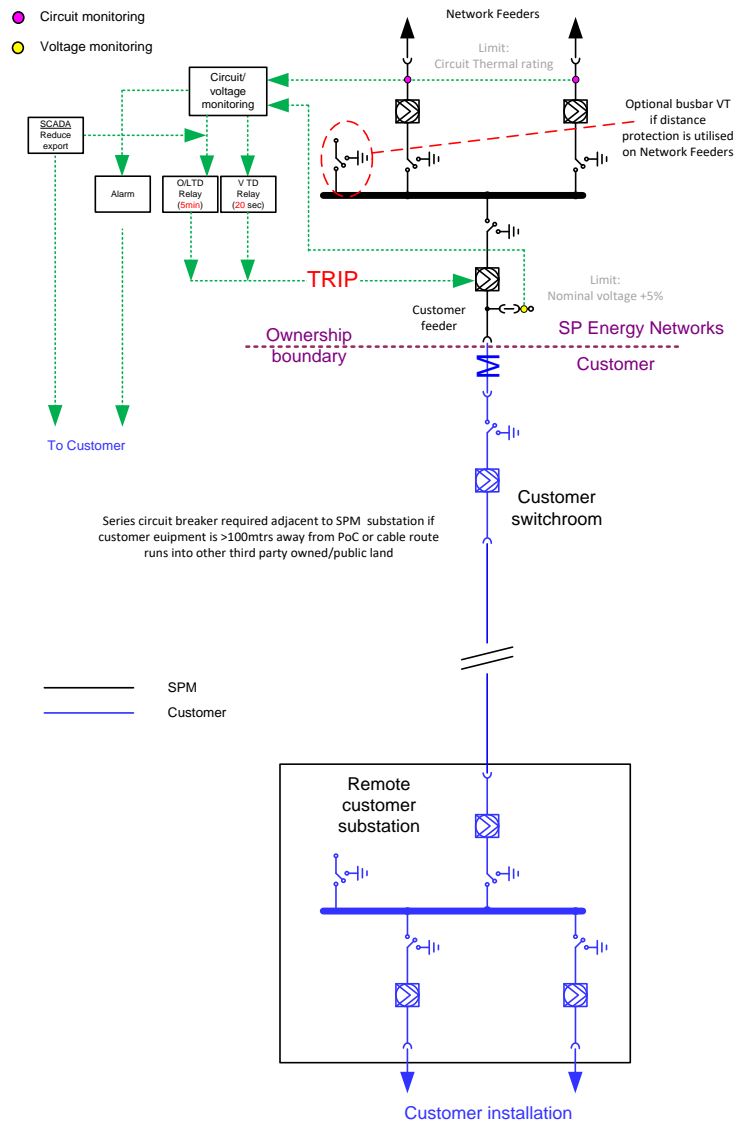 Circuit monitoring
Voltage monitoring
Network Feeders
Limit:
Circuit Thermal rating
Circuit/
voltage
monitoring
SCADA
Reduce
export
Alarm
O/LTD
Relay
(5min)
V TD
Relay
(20 sec)
Optional busbar VT
if distance
protection is utilised
on Network Feeders
TRIP
Limit:
Nominal voltage +5%
Customer
feeder
Ownership
boundary
SP Energy Networks
Customer
M
To Customer
Customer
switchroom
Series circuit breaker required adjacent to SPM substation if
customer euipment is >100mtrs away from PoC or cable route
runs into other third party owned/public land
SPM
Customer
Remote
customer
substation
Customer installation